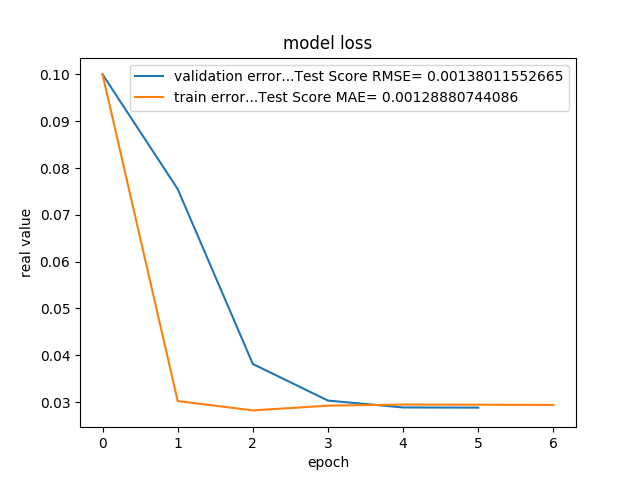 model loss
validation error...Test Score RMSE= 0.00138011552665
train error...Test Score MAE= 0.00128880744086
0.10
0.09
0.08
0.07
0.06
0.05
0.04
0.03
real value
0 1 2 3 4 5 6
epoch